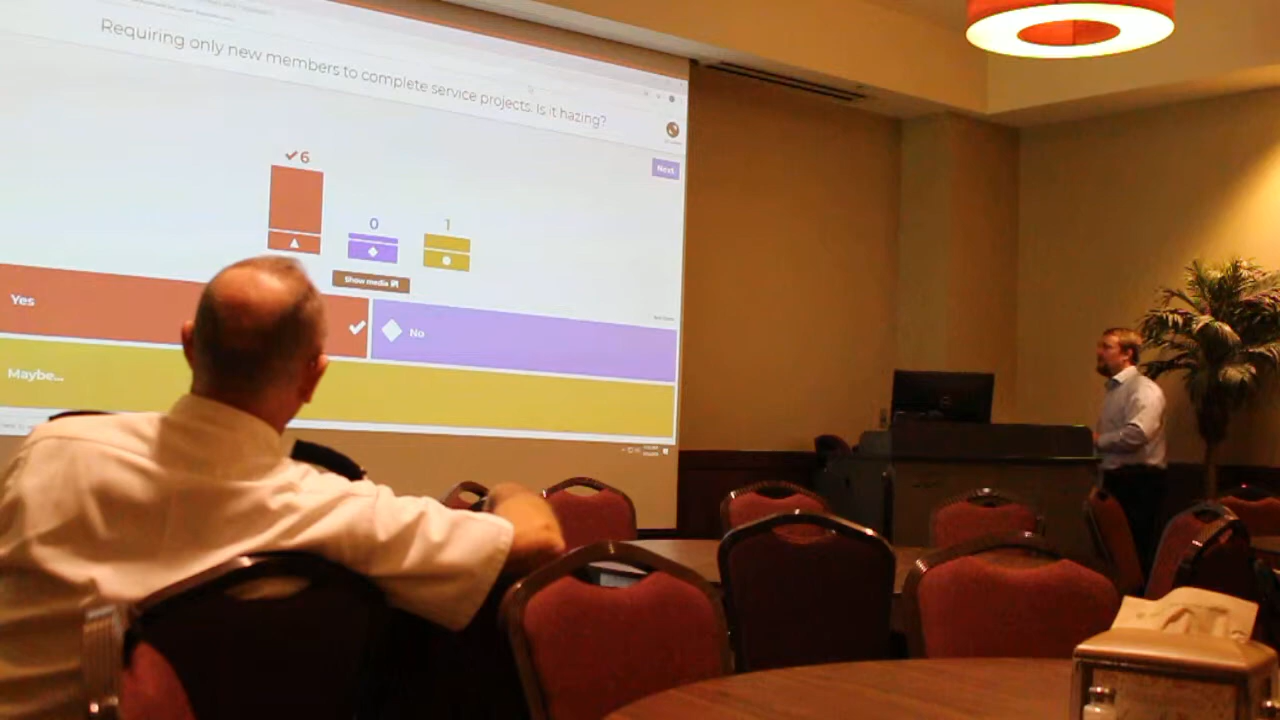 Requiring only new members to complete service projects. Is it hazing?
Next
6
0
1
Show media
Yes
No
Maybe...